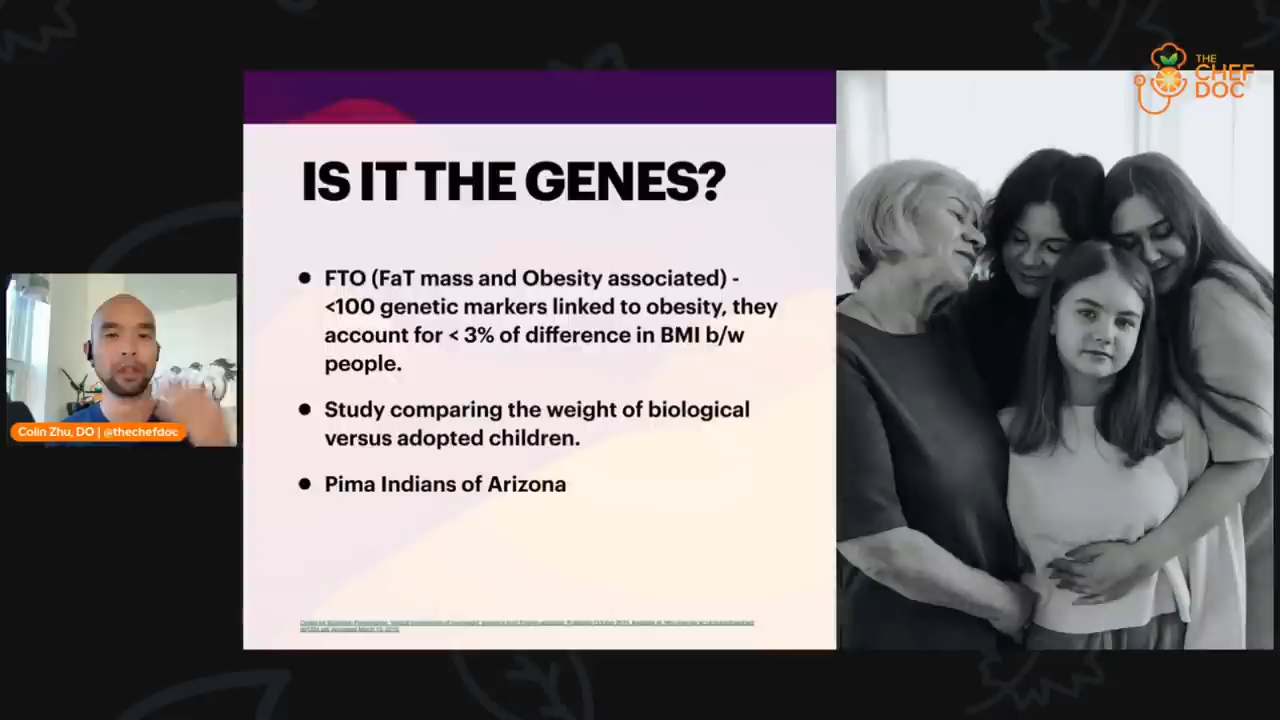 THE
CHEF
DOC
IS IT THE GENES?
● FTO (FaT mass and Obesity associated) -
<100 genetic markers linked to obesity, they
account for < 3% of difference in BMI b/w
people.
● Study comparing the weight of biological
versus adopted children.
● Pima Indians of Arizona
Colin Zhu, DO | @thechefdoc